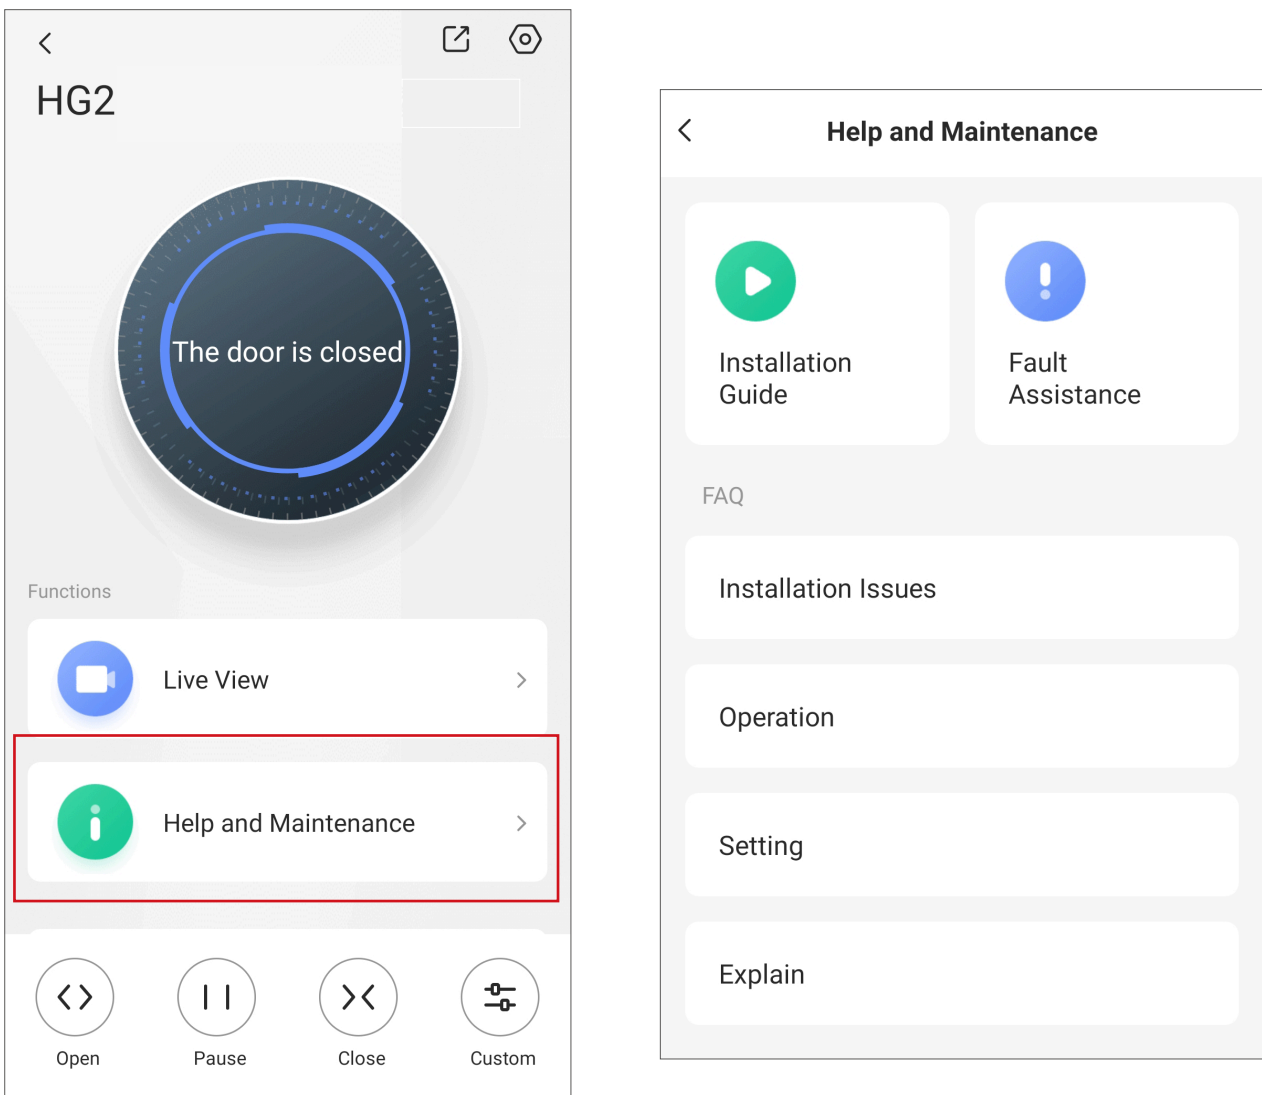 HG2
The door is closed
Functions
Live View
Help and Maintenance
Open
Pause
Close
Custom
Help and Maintenance
Installation
Guide
Fault
Assistance
FAQ
Installation Issues
Operation
Setting
Explain